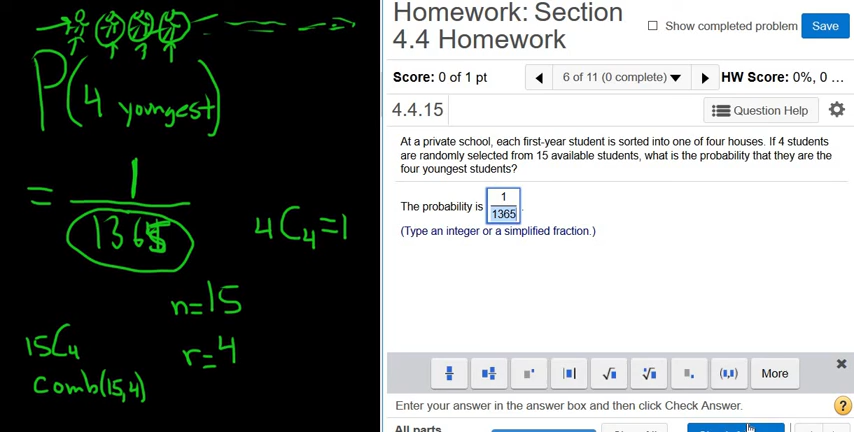 P(4 youngest)
= 1
1365
4C4=1
n=15
r=4
15C4
comb(15,4)
Homework: Section
4.4 Homework
Show completed problem
Save
Score: 0 of 1 pt
6 of 11 (0 complete)
HW Score: 0%, 0 ...
4.4.15
Question Help
At a private school, each first-year student is sorted into one of four houses. If 4 students
are randomly selected from 15 available students, what is the probability that they are the
four youngest students?
The probability is 1
1365
.
(Type an integer or a simplified fraction.)
(▪,▪)
More
Enter your answer in the answer box and then click Check Answer.
?
All parts